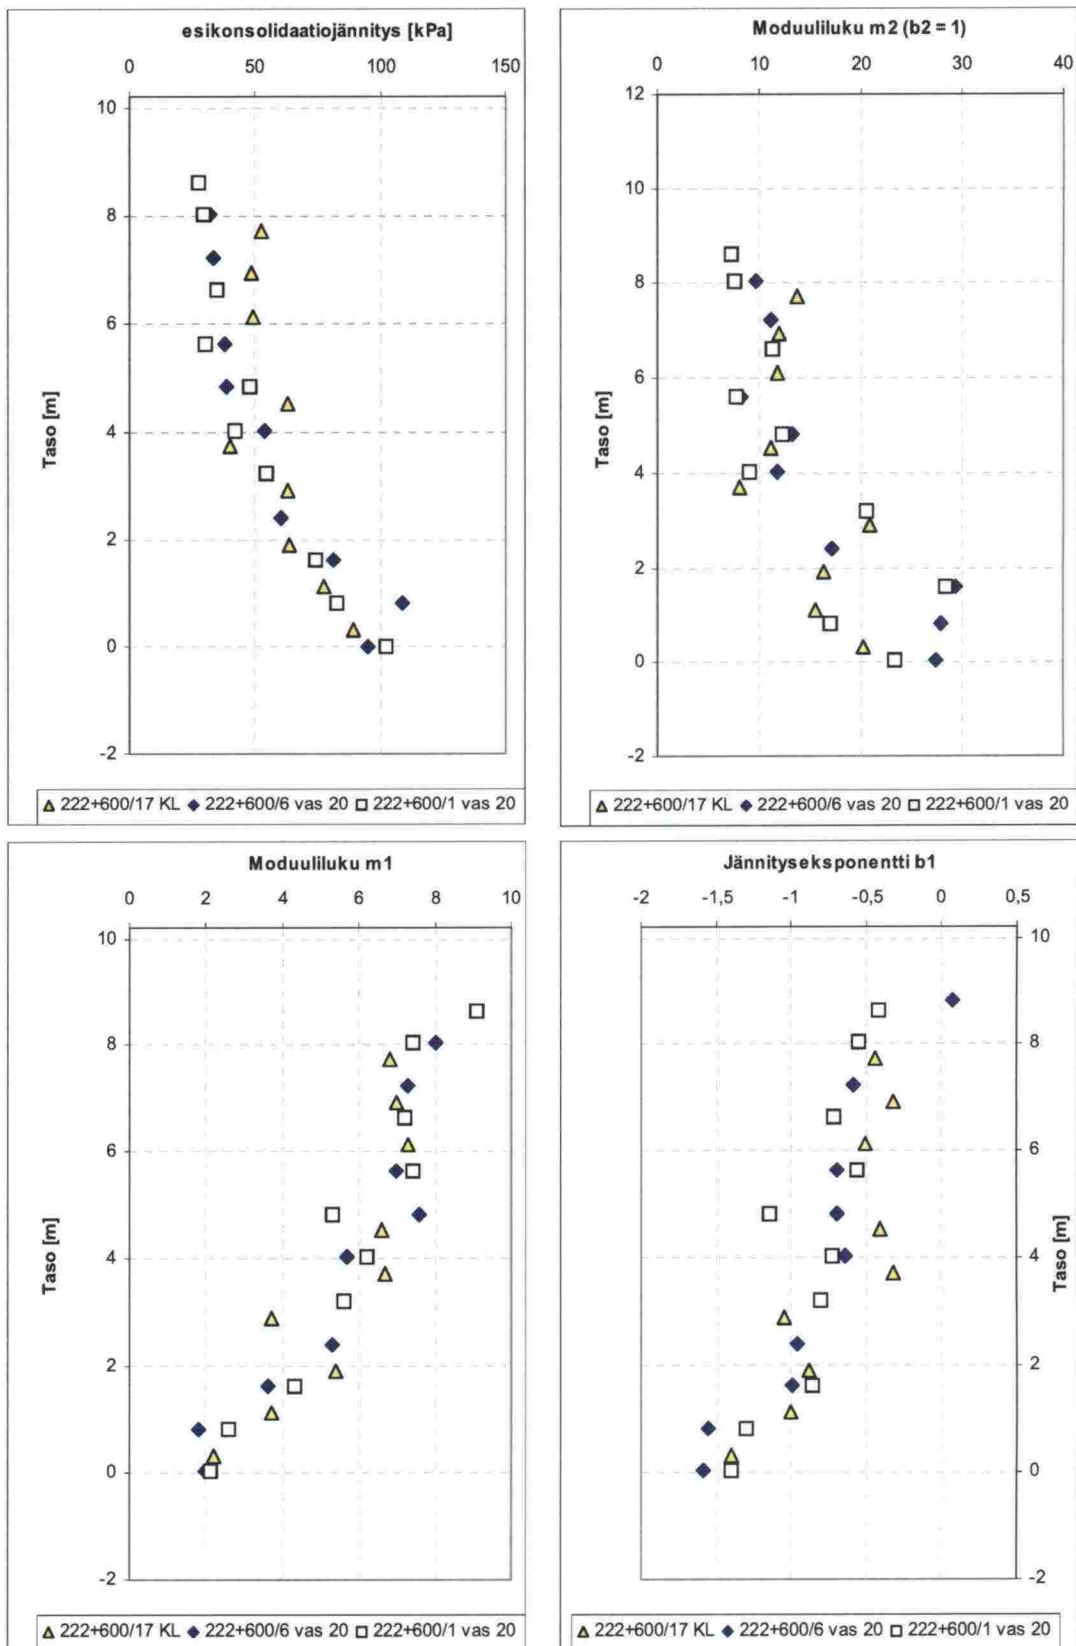 esikonsolidaatiojännitys [kPa]
0 50 100 150
10
8
6
4
2
0
-2
Taso [m]
222+600/17 KL 222+600/6 vas 20 222+600/1 vas 20
Moduuliluku m2 (b2 = 1)
0 10 20 30 40
12
10
8
6
4
2
0
-2
Taso [m]
222+600/17 KL 222+600/6 vas 20 222+600/1 vas 20
Moduuliluku m1
0 2 4 6 8 10
10
8
6
4
2
0
-2
Taso [m]
222+600/17 KL 222+600/6 vas 20 222+600/1 vas 20
Jännityseksponentti b1
-2 -1,5 -1 -0,5 0 0,5
10
8
6
4
2
0
-2
Taso [m]
222+600/17 KL 222+600/6 vas 20 222+600/1 vas 20